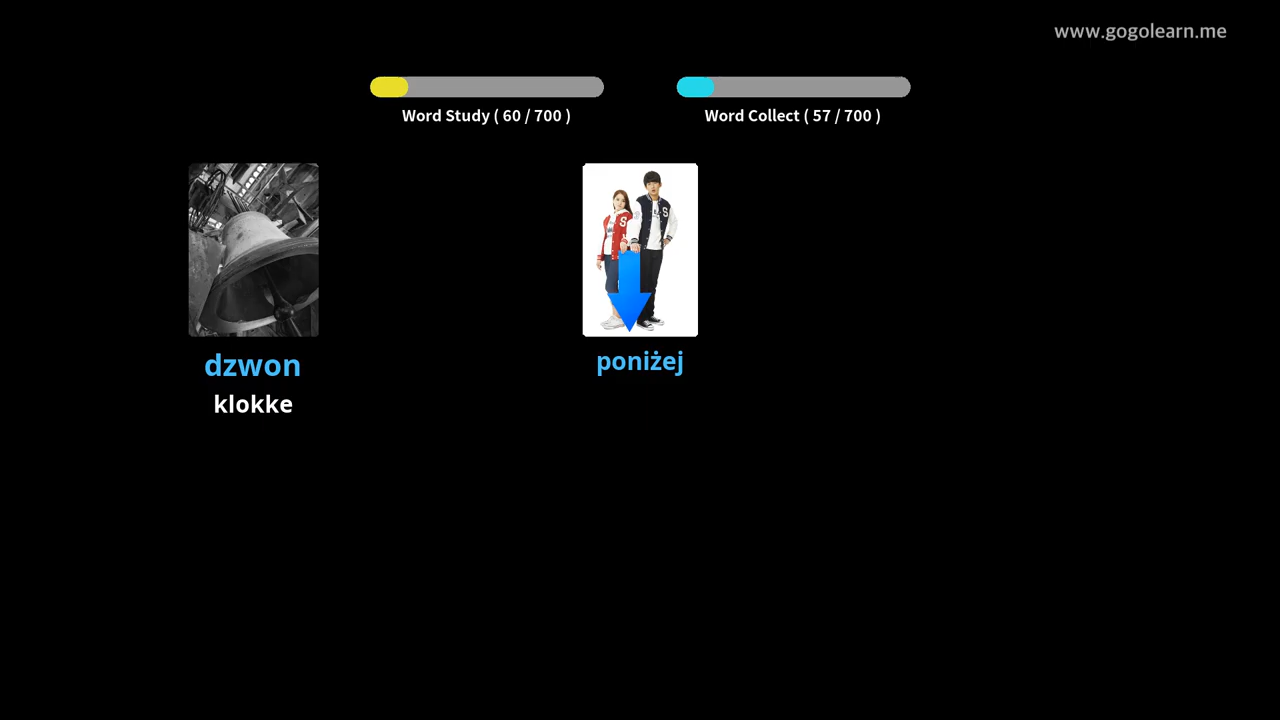 www.gogolearn.me
Word Study ( 60 / 700 )
Word Collect ( 57 / 700 )
S
S
dzwon
poniżej
klokke